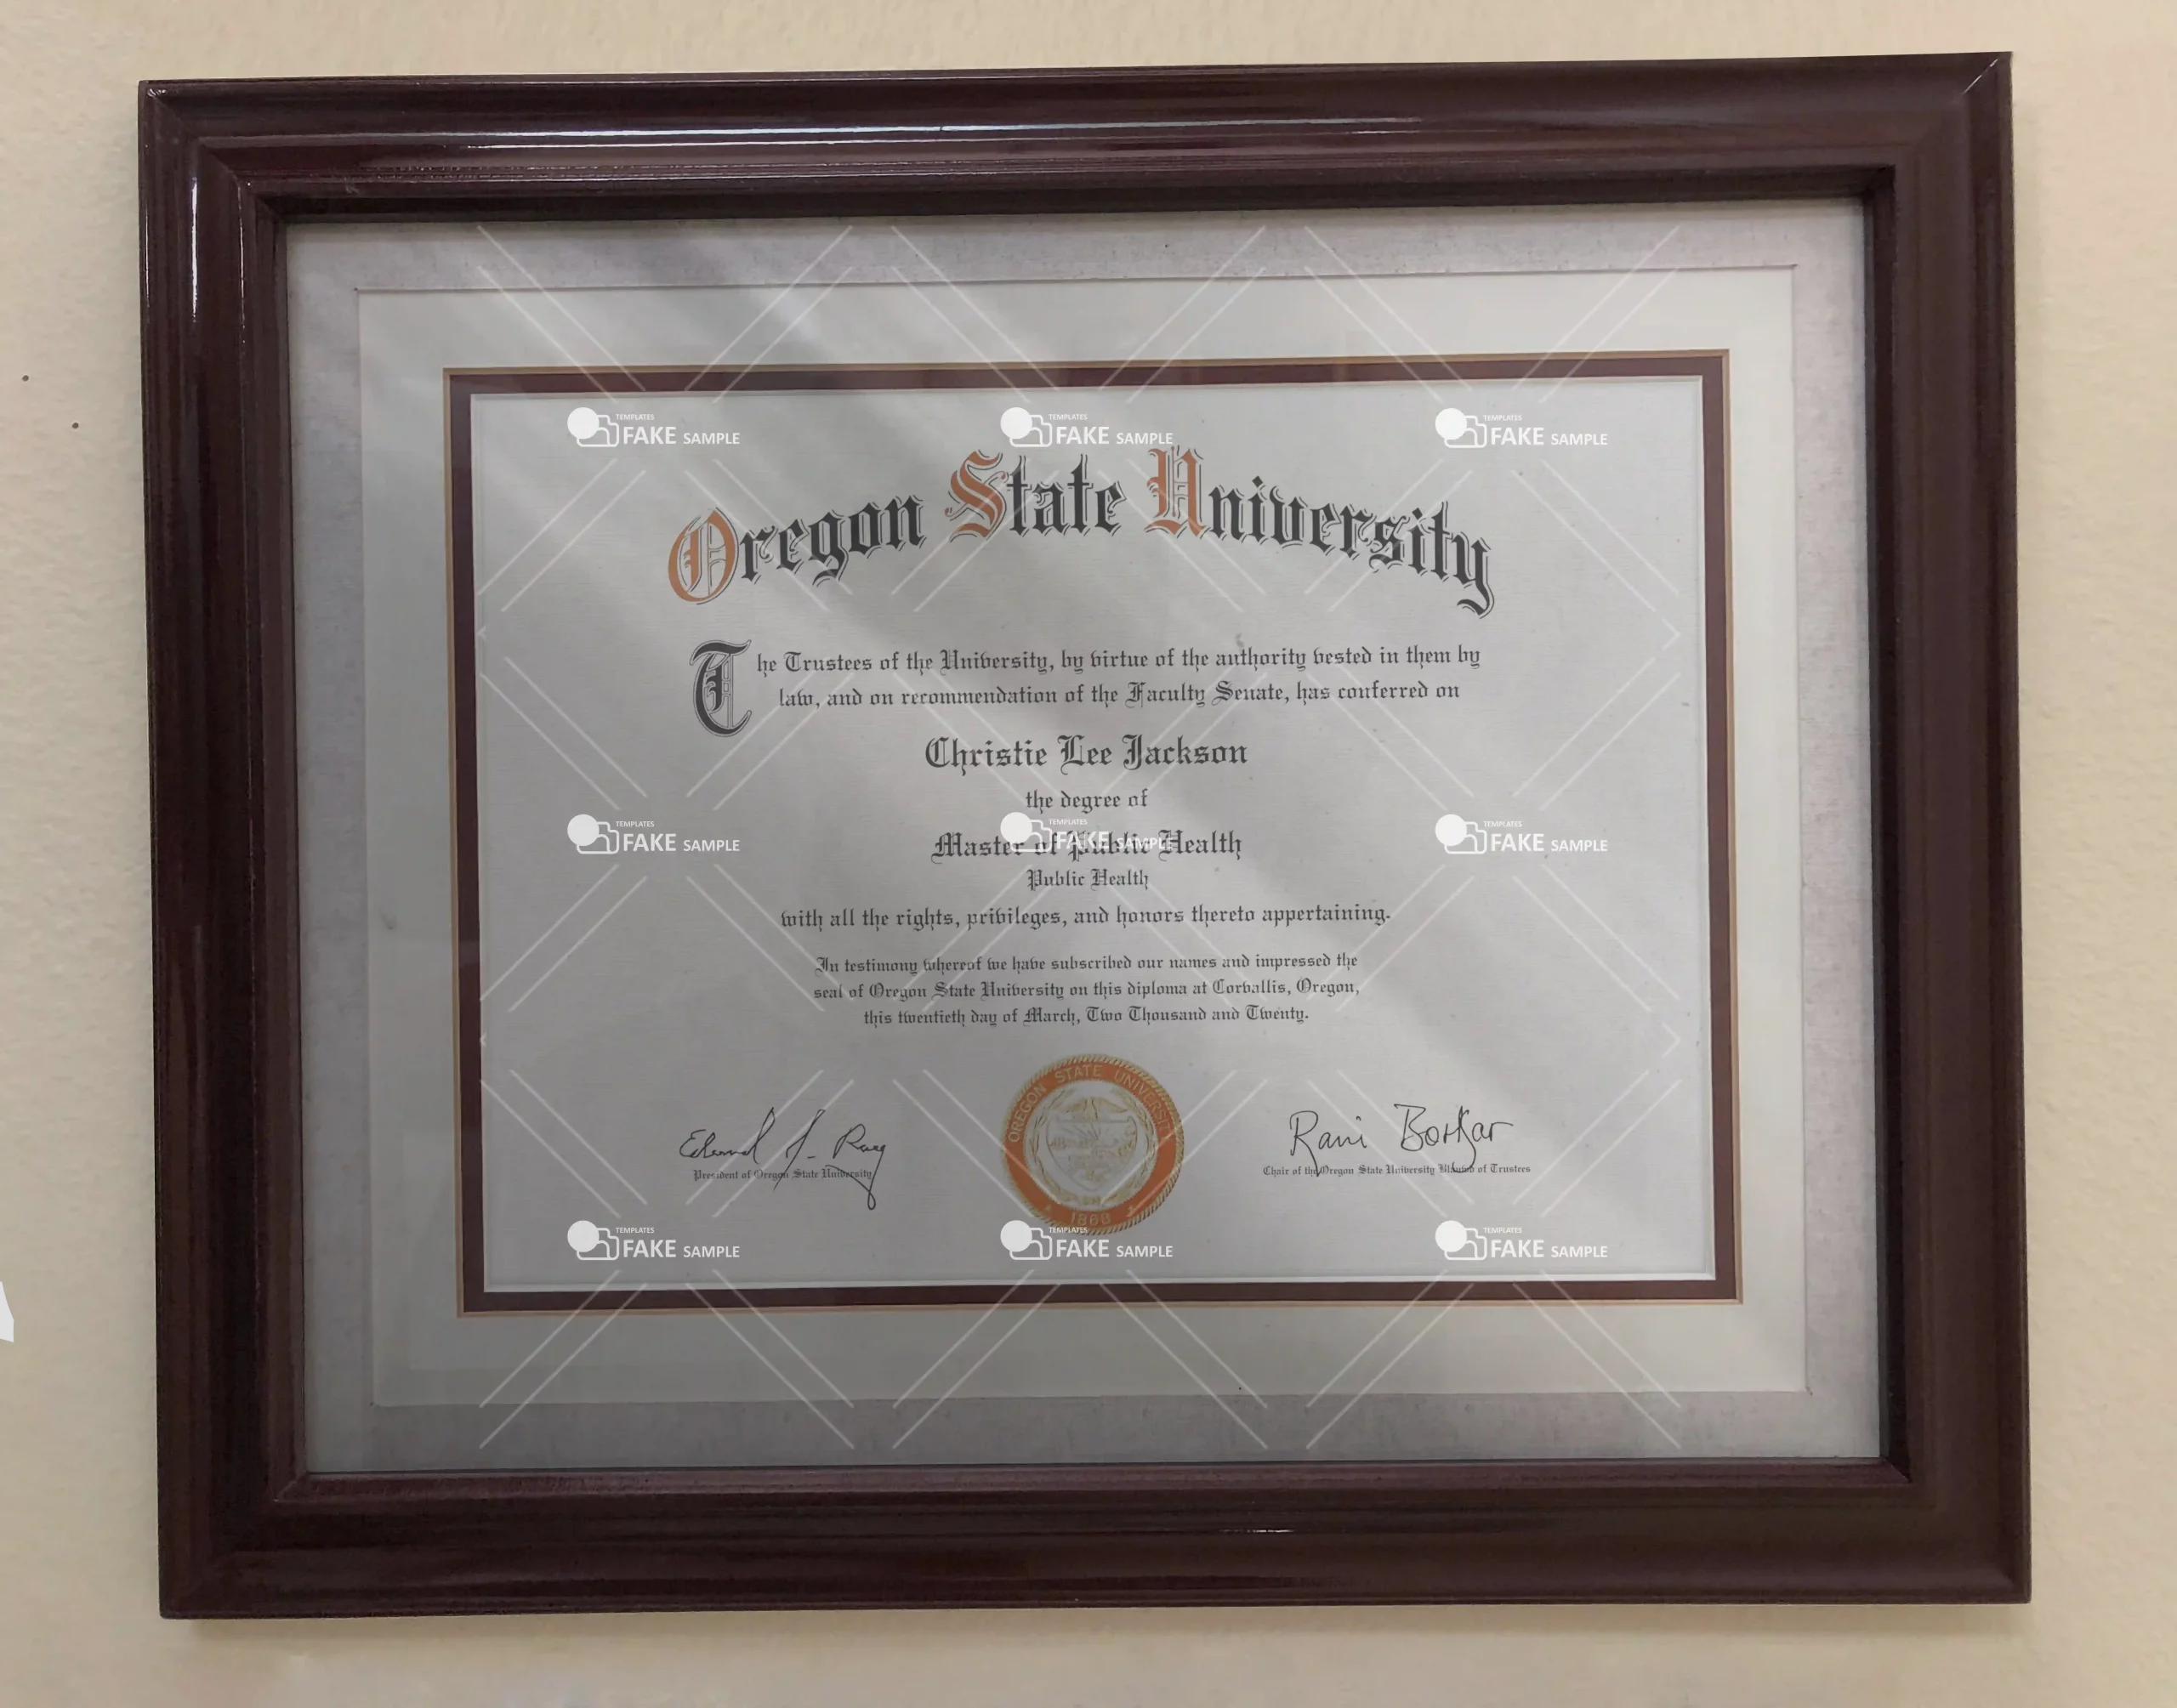 TEMPLATES TEMPLATES TEMPLATES
FAKE SAMPLE FAKE SAMPLE FAKE SAMPLE
Oregon State University
The Trustees of the University, by virtue of the authority vested in them by
law, and on recommendation of the Faculty Senate, has conferred on
Christie Lee Jackson
the degree of
TEMPLATES TEMPLATES TEMPLATES
FAKE SAMPLE FAKE SAMPLE FAKE SAMPLE
Master of Public Health
Public Health
with all the rights, privileges, and honors thereto appertaining.
In testimony whereof we have subscribed our names and impressed the
seal of Oregon State University on this diploma at Corvallis, Oregon,
this twentieth day of March, Two Thousand and Twenty.
OREGON STATE UNIVERSITY
1868
Edward J. Ray
President of Oregon State University
Rani Borkar
Chair of the Oregon State University of Trustees
TEMPLATES TEMPLATES TEMPLATES
FAKE SAMPLE FAKE SAMPLE FAKE SAMPLE